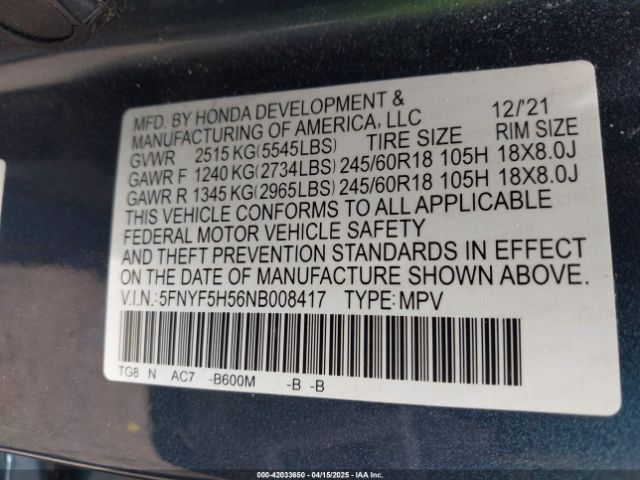 MFD. BY HONDA DEVELOPMENT & 12/'21
MANUFACTURING OF AMERICA, LLC
GVWR 2515 KG(5545LBS) TIRE SIZE RIM SIZE
GAWR F 1240 KG(2734LBS) 245/60R18 105H 18X8.0J
GAWR R 1345 KG(2965LBS) 245/60R18 105H 18X8.0J
THIS VEHICLE CONFORMS TO ALL APPLICABLE
FEDERAL MOTOR VEHICLE SAFETY
AND THEFT PREVENTION STANDARDS IN EFFECT
ON THE DATE OF MANUFACTURE SHOWN ABOVE.
V.I.N.: 5FNYF5H56NB008417 TYPE: MPV
TG8 N AC7 -B600M -B -B
000-42033650 - 04/15/2025 - IAA Inc.